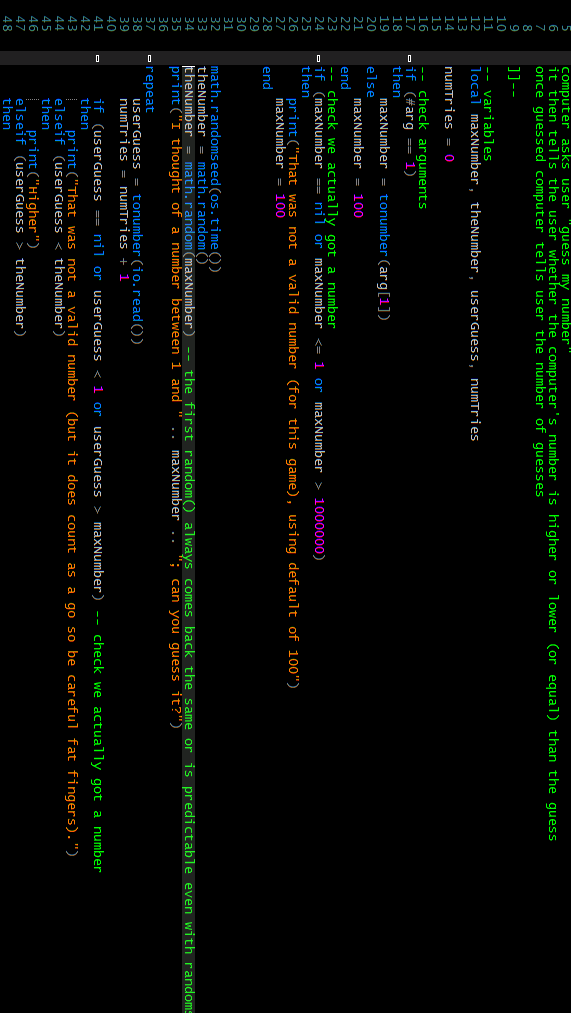 5 computer asks user "guess my number"
6 it then tells the user whether the computer's number is higher or lower (or equal) than the guess
7 once guessed computer tells user the number of guesses
8
9 ]]--
10
11 -- variables
12 local maxNumber, theNumber, userGuess, numTries
13
14 numTries = 0
15
16 -- check arguments
17 if (#arg == 1)
18 then
19 maxNumber = tonumber(arg[1])
20 else
21 maxNumber = 100
22 end
23 -- check we actually got a number
24 if (maxNumber == nil or maxNumber <= 1 or maxNumber > 1000000)
25 then
26 print("That was not a valid number (for this game), using default of 100")
27 maxNumber = 100
28 end
29
30
31
32 math.randomseed(os.time())
33 theNumber = math.random()
34 theNumber = math.random(maxNumber) -- the first random() always comes back the same or is predictable even with randoms
35 print("I thought of a number between 1 and " .. maxNumber .. ", can you guess it?")
36
37 repeat
38 userGuess = tonumber(io.read())
39 numTries = numTries + 1
40
41 if (userGuess == nil or userGuess < 1 or userGuess > maxNumber) -- check we actually got a number
42 then
43 print("That was not a valid number (but it does count as a go so be careful fat fingers).")
44 elseif (userGuess < theNumber)
45 then
46 print("Higher")
47 elseif (userGuess > theNumber)
48 then